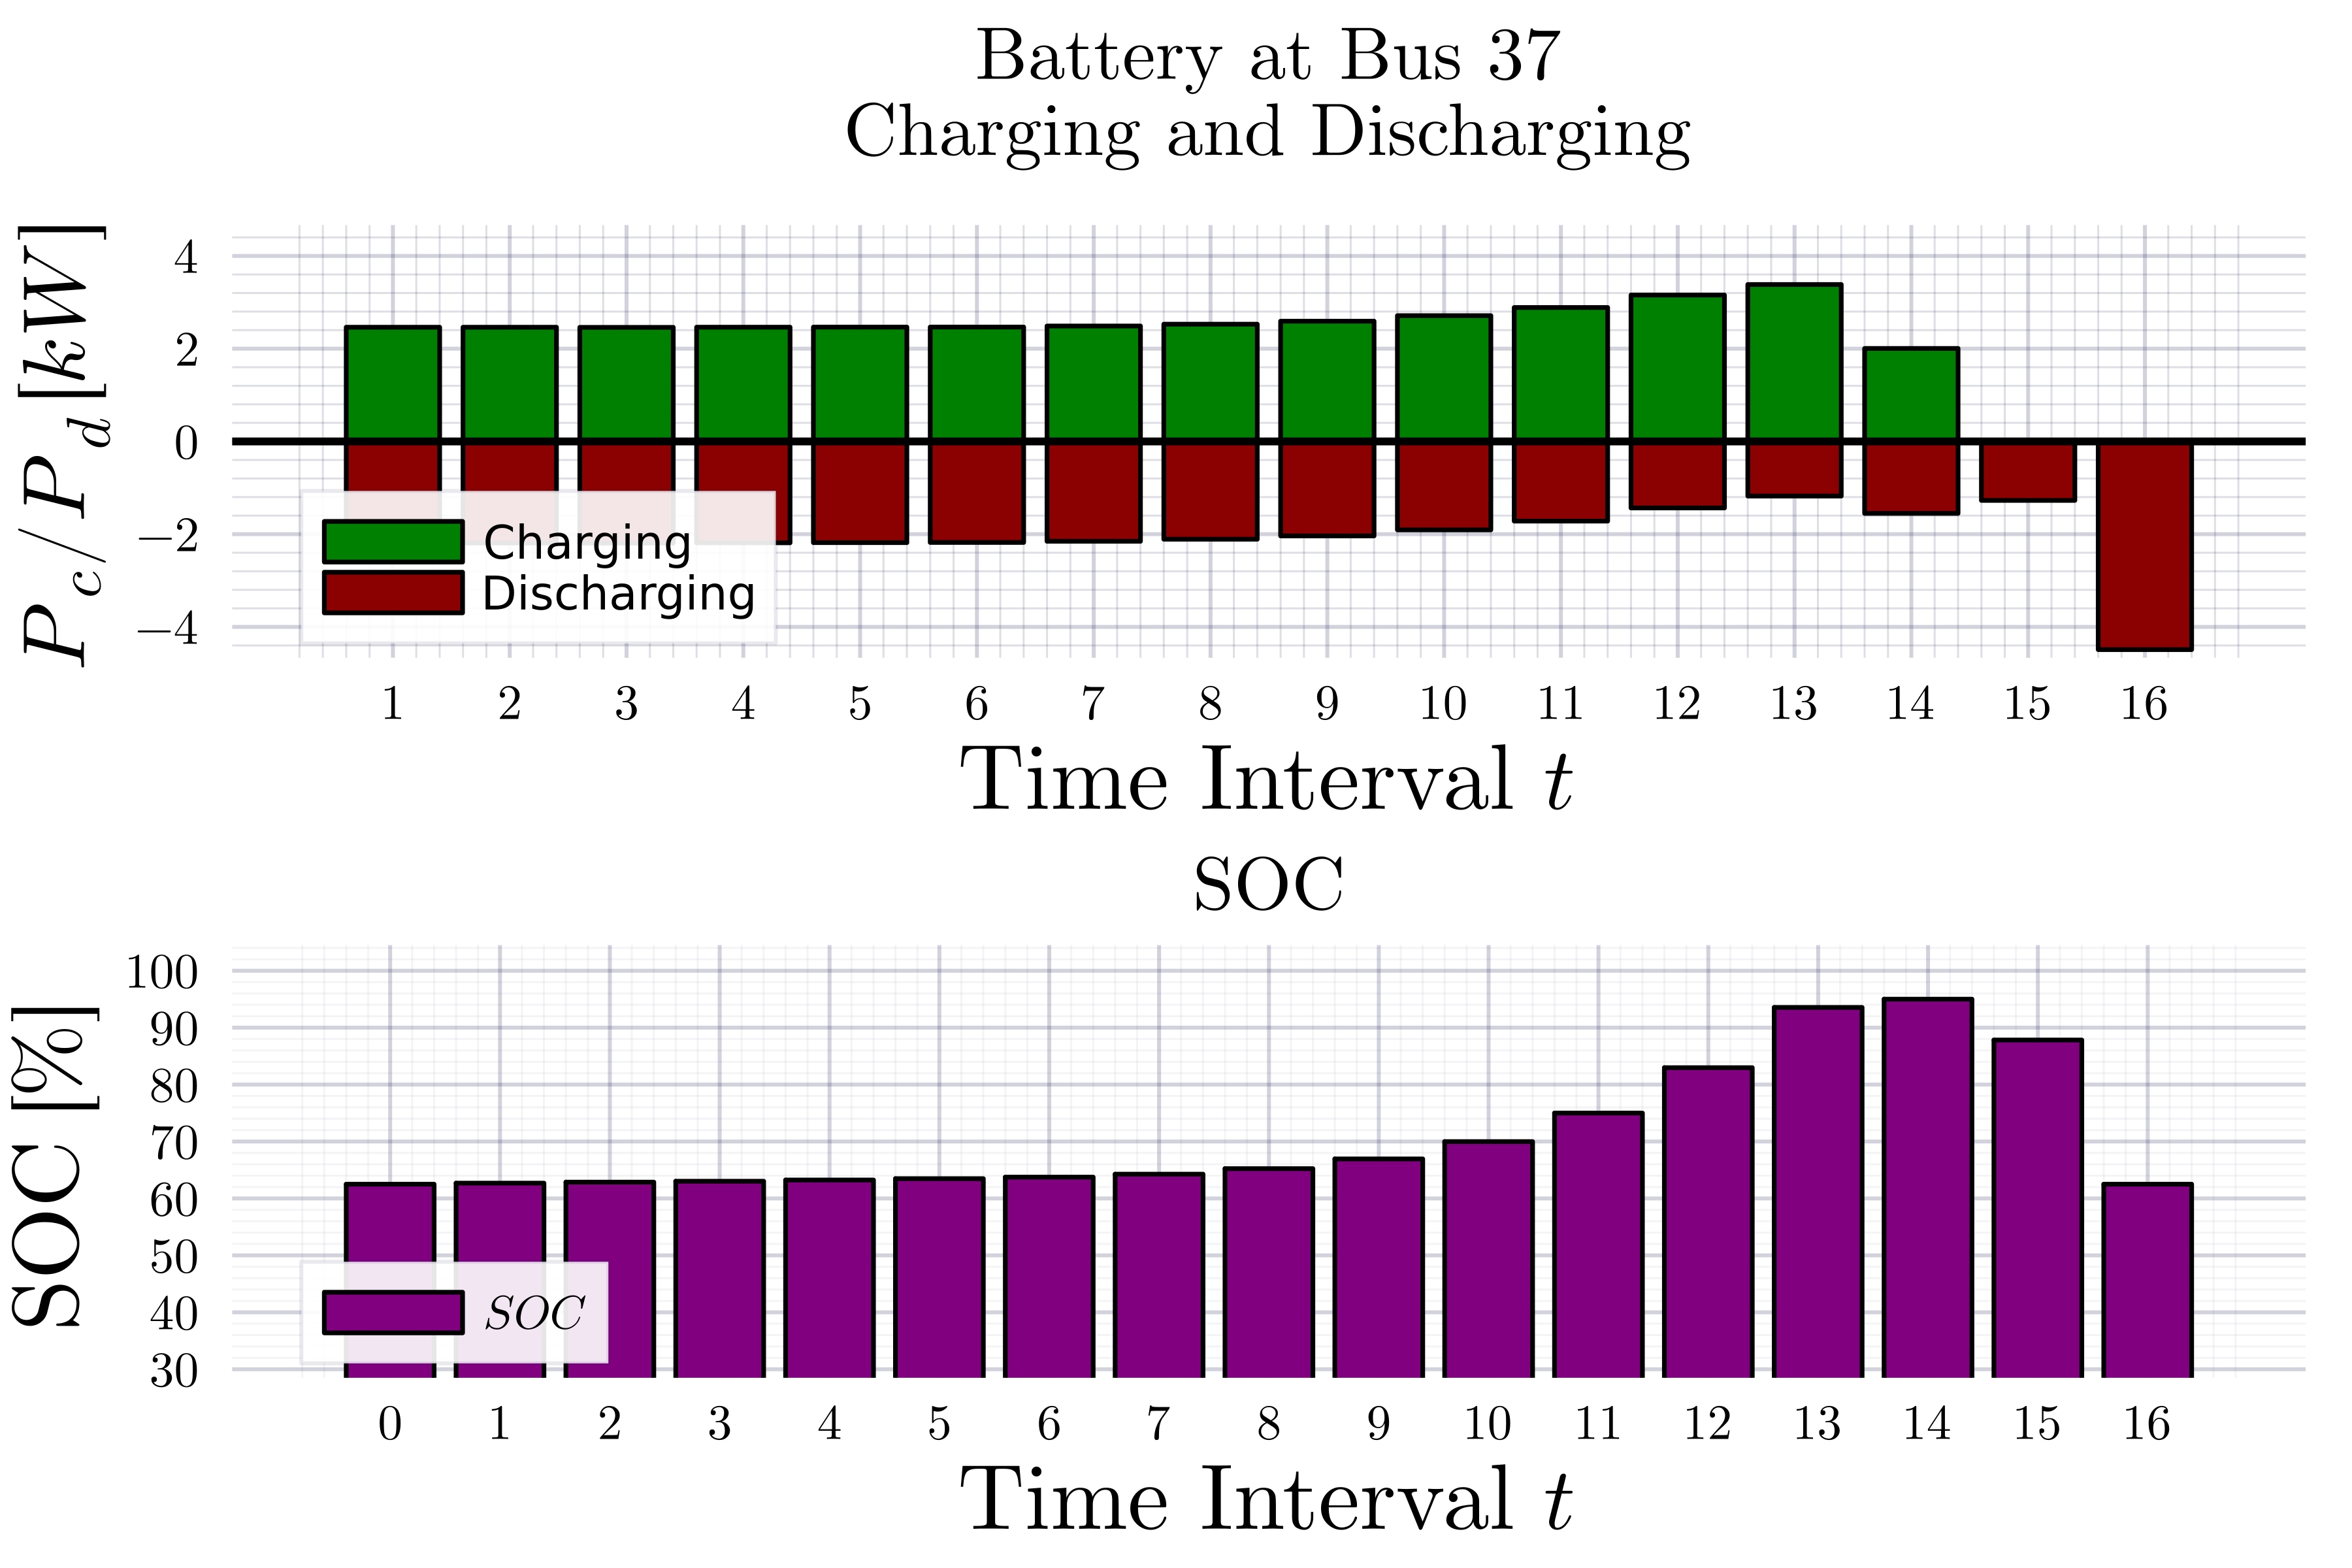 Battery at Bus 37
Charging and Discharging
P_c/P_d [kW]
4
2
0
−2
−4
Charging
Discharging
1 2 3 4 5 6 7 8 9 10 11 12 13 14 15 16
Time Interval t
SOC
SOC [%]
100
90
80
70
60
50
40
30
SOC
0 1 2 3 4 5 6 7 8 9 10 11 12 13 14 15 16
Time Interval t